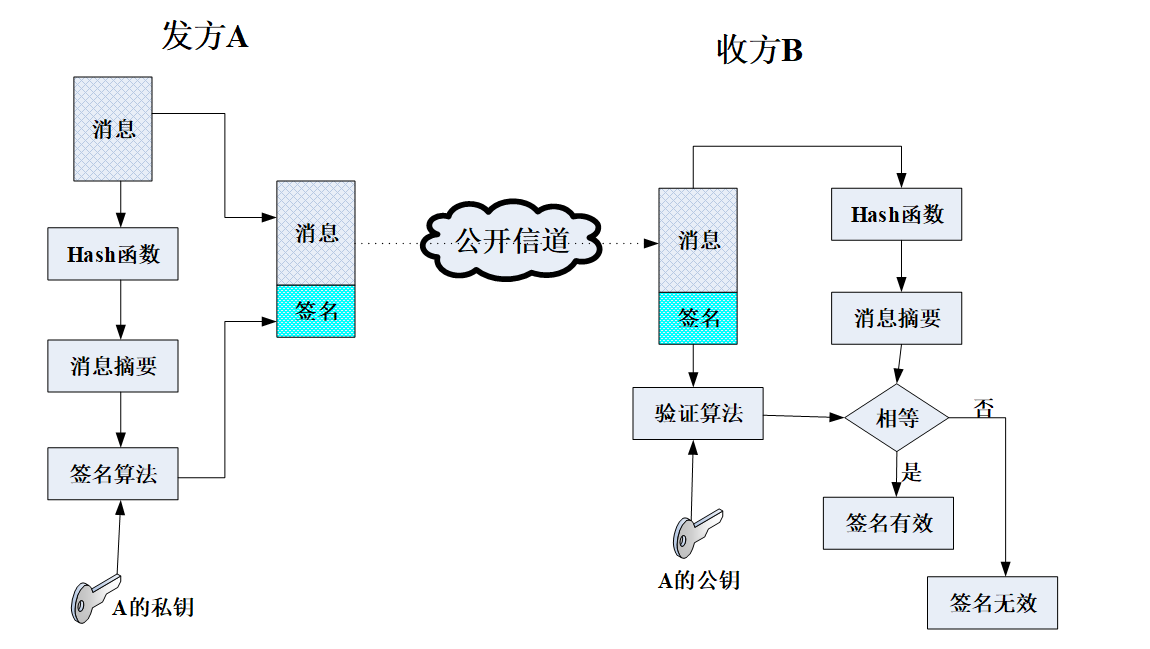 发方A
收方B
消息
Hash函数
消息摘要
签名算法
A的私钥
消息
签名
公开信道
消息
签名
验证算法
A的公钥
Hash函数
消息摘要
相等
否
是
签名有效
签名无效